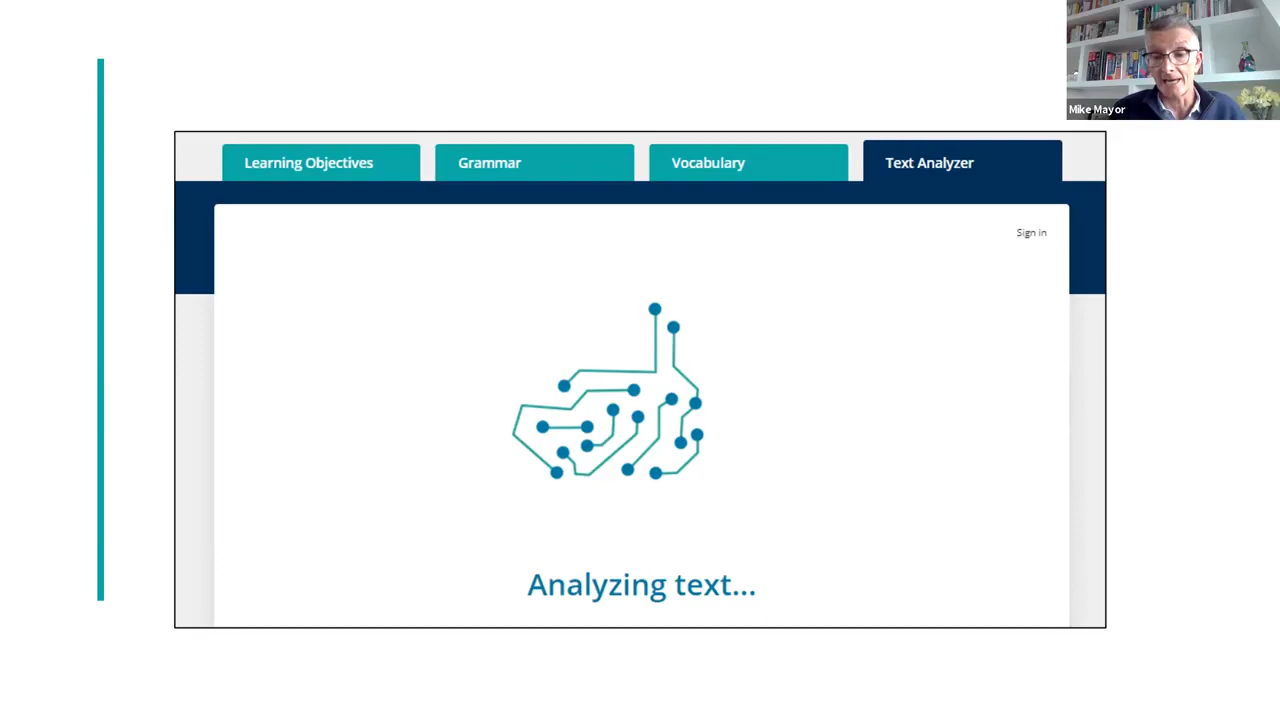 Mike Mayor
Learning Objectives
Grammar
Vocabulary
Text Analyzer
Sign in
Analyzing text...